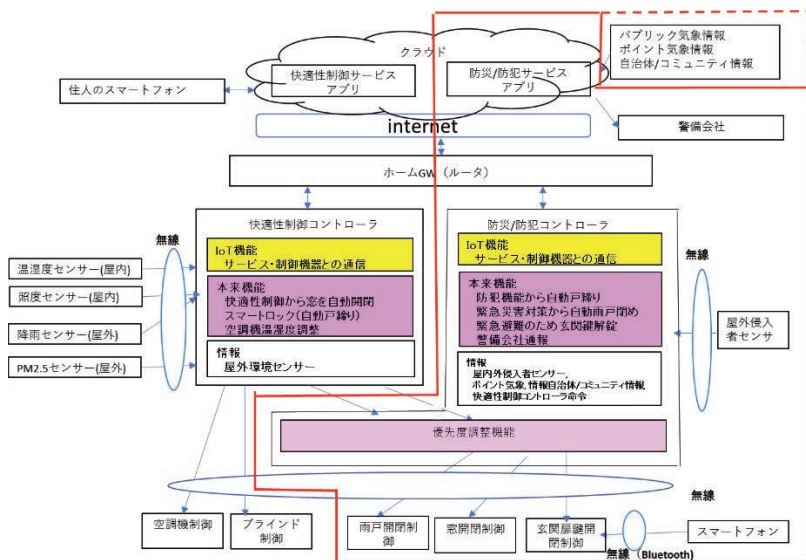 クラウド
快適性制御サービス
アプリ
防災/防犯サービス
アプリ
パブリック気象情報
ポイント気象情報
自治体/コミュニティ情報
住人のスマートフォン
internet
警備会社
ホームGW（ルータ）
無線
快適性制御コントローラ
IoT機能
サービス・制御機器との通信
本来機能
快適性制御から窓を自動開閉
スマートロック(自動戸締り)
空調機温湿度調整
情報
屋外環境センサー
防災/防犯コントローラ
IoT機能
サービス・制御機器との通信
本来機能
防犯機能から自動戸締り
緊急災害対策から自動雨戸閉め
緊急避難のため玄関鍵解錠
警備会社通報
情報
屋内外侵入者センサー、
ポイント気象、情報自治体/コミュニティ情報
快適性制御コントローラ命令
優先度調整機能
温湿度センサー(屋内)
照度センサー(屋内)
降雨センサー(屋外)
PM2.5センサー(屋外)
無線
屋外侵入
者センサ
無線
空調機制御
ブラインド
制御
雨戸開閉制
御
窓開閉制御
玄関扉鍵開
閉制御
スマートフォン
無線（Bluetooth)